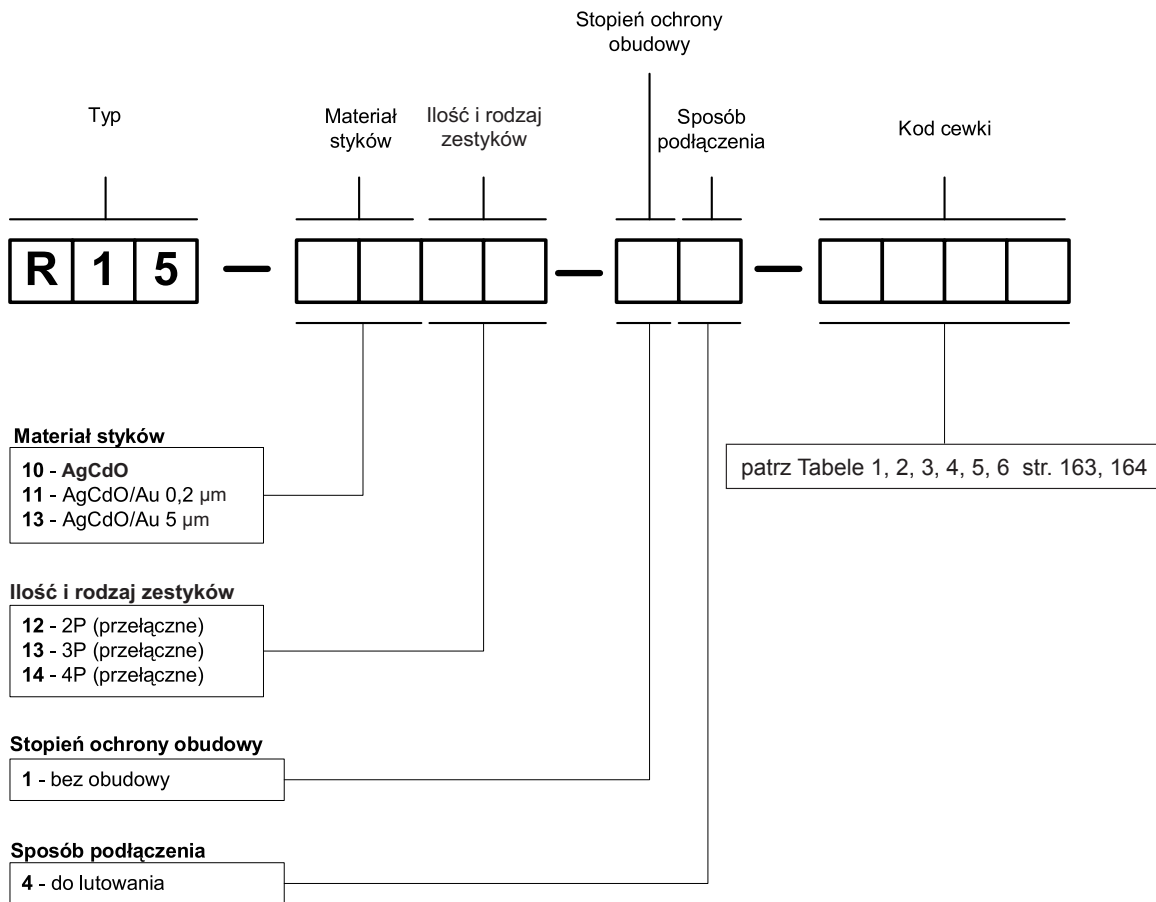 Stopień ochrony
obudowy
Typ
Materiał
styków
Ilość i rodzaj
zestyków
Sposób
podłączenia
Kod cewki
R 1 5 — — —
Materiał styków
10 - AgCdO
11 - AgCdO/Au 0,2 µm
13 - AgCdO/Au 5 µm
patrz Tabele 1, 2, 3, 4, 5, 6 str. 163, 164
Ilość i rodzaj zestyków
12 - 2P (przełączne)
13 - 3P (przełączne)
14 - 4P (przełączne)
Stopień ochrony obudowy
1 - bez obudowy
Sposób podłączenia
4 - do lutowania